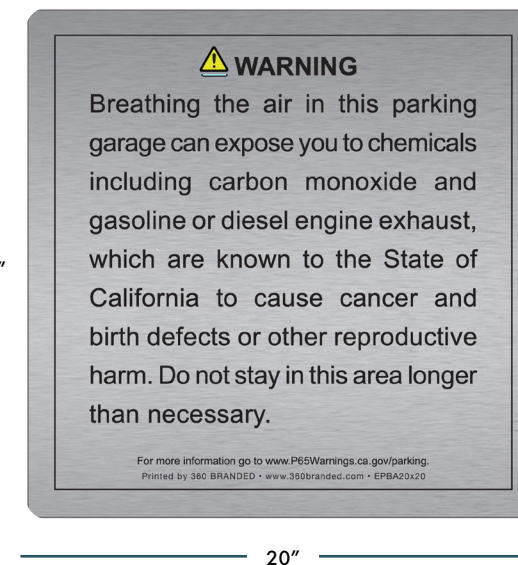 WARNING
Breathing the air in this parking
garage can expose you to chemicals
including carbon monoxide and
gasoline or diesel engine exhaust,
which are known to the State of
California to cause cancer and
birth defects or other reproductive
harm. Do not stay in this area longer
than necessary.
For more information go to www.P65Warnings.ca.gov/parking.
Printed by 360 BRANDED • www.360branded.com • EPBA20x20
20″